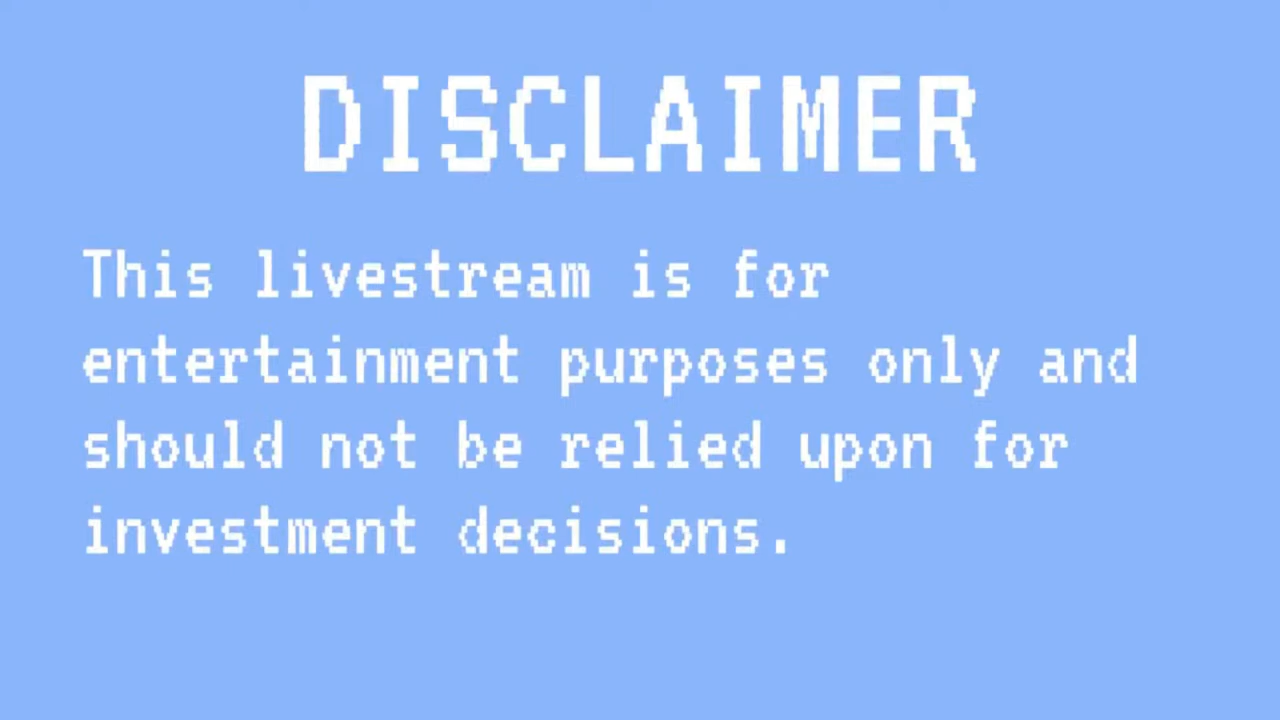 DISCLAIMER
This livestream is for
entertainment purposes only and
should not be relied upon for
investment decisions.